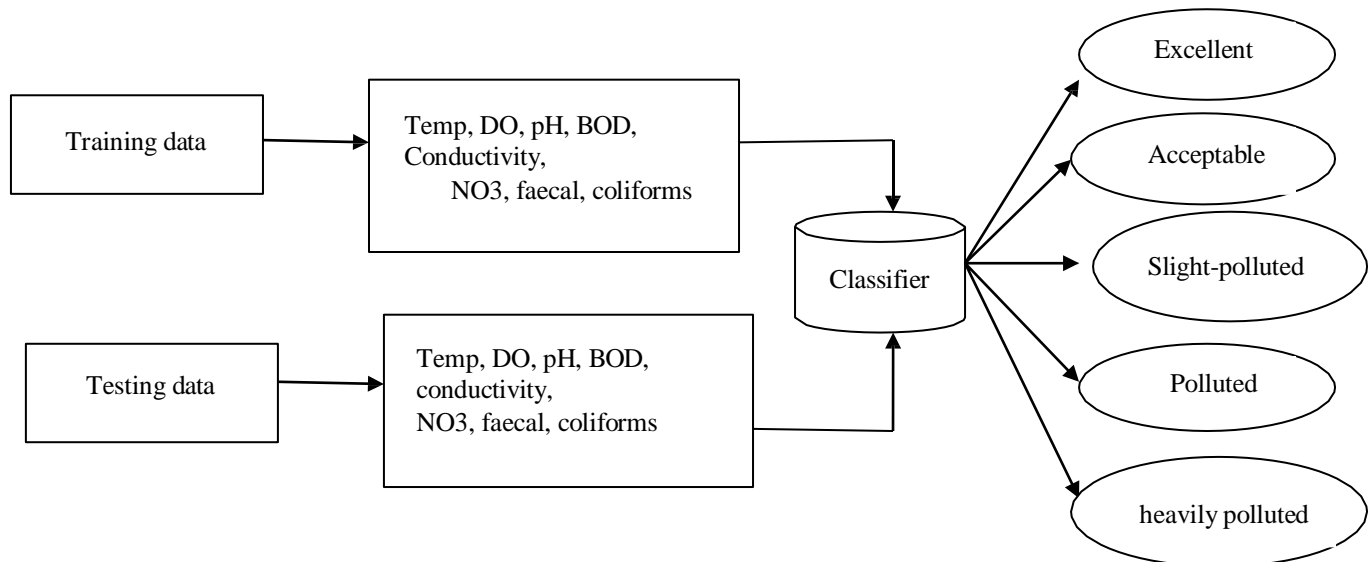 Training data
Temp, DO, pH, BOD,
Conductivity,
NO3, faecal, coliforms
Testing data
Temp, DO, pH, BOD,
conductivity,
NO3, faecal, coliforms
Classifier
Excellent
Acceptable
Slight-polluted
Polluted
heavily polluted